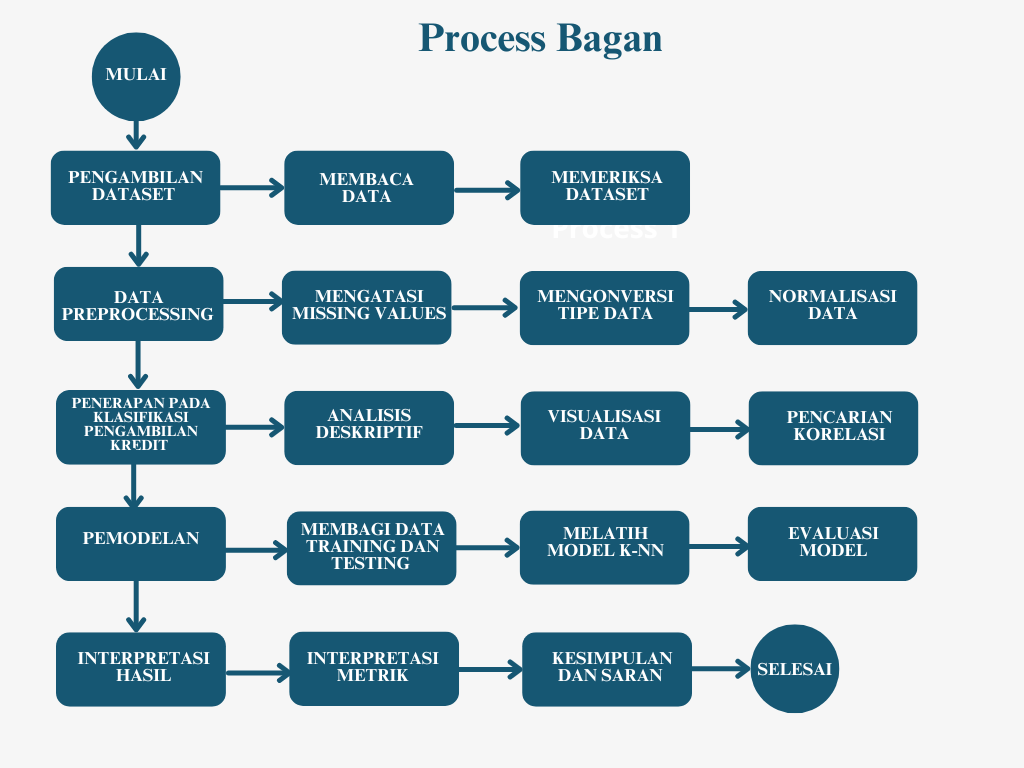 Process Bagan
MULAI
PENGAMBILAN
DATASET
MEMBACA
DATA
MEMERIKSA
DATASET
DATA
PREPROCESSING
MENGATASI
MISSING VALUES
MENGONVERSI
TIPE DATA
NORMALISASI
DATA
PENERAPAN PADA
KLASIFIKASI
PENGAMBILAN
KREDIT
ANALISIS
DESKRIPTIF
VISUALISASI
DATA
PENCARIAN
KORELASI
PEMODELAN
MEMBAGI DATA
TRAINING DAN
TESTING
MELATIH
MODEL K-NN
EVALUASI
MODEL
INTERPRETASI
HASIL
INTERPRETASI
METRIK
KESIMPULAN
DAN SARAN
SELESAI